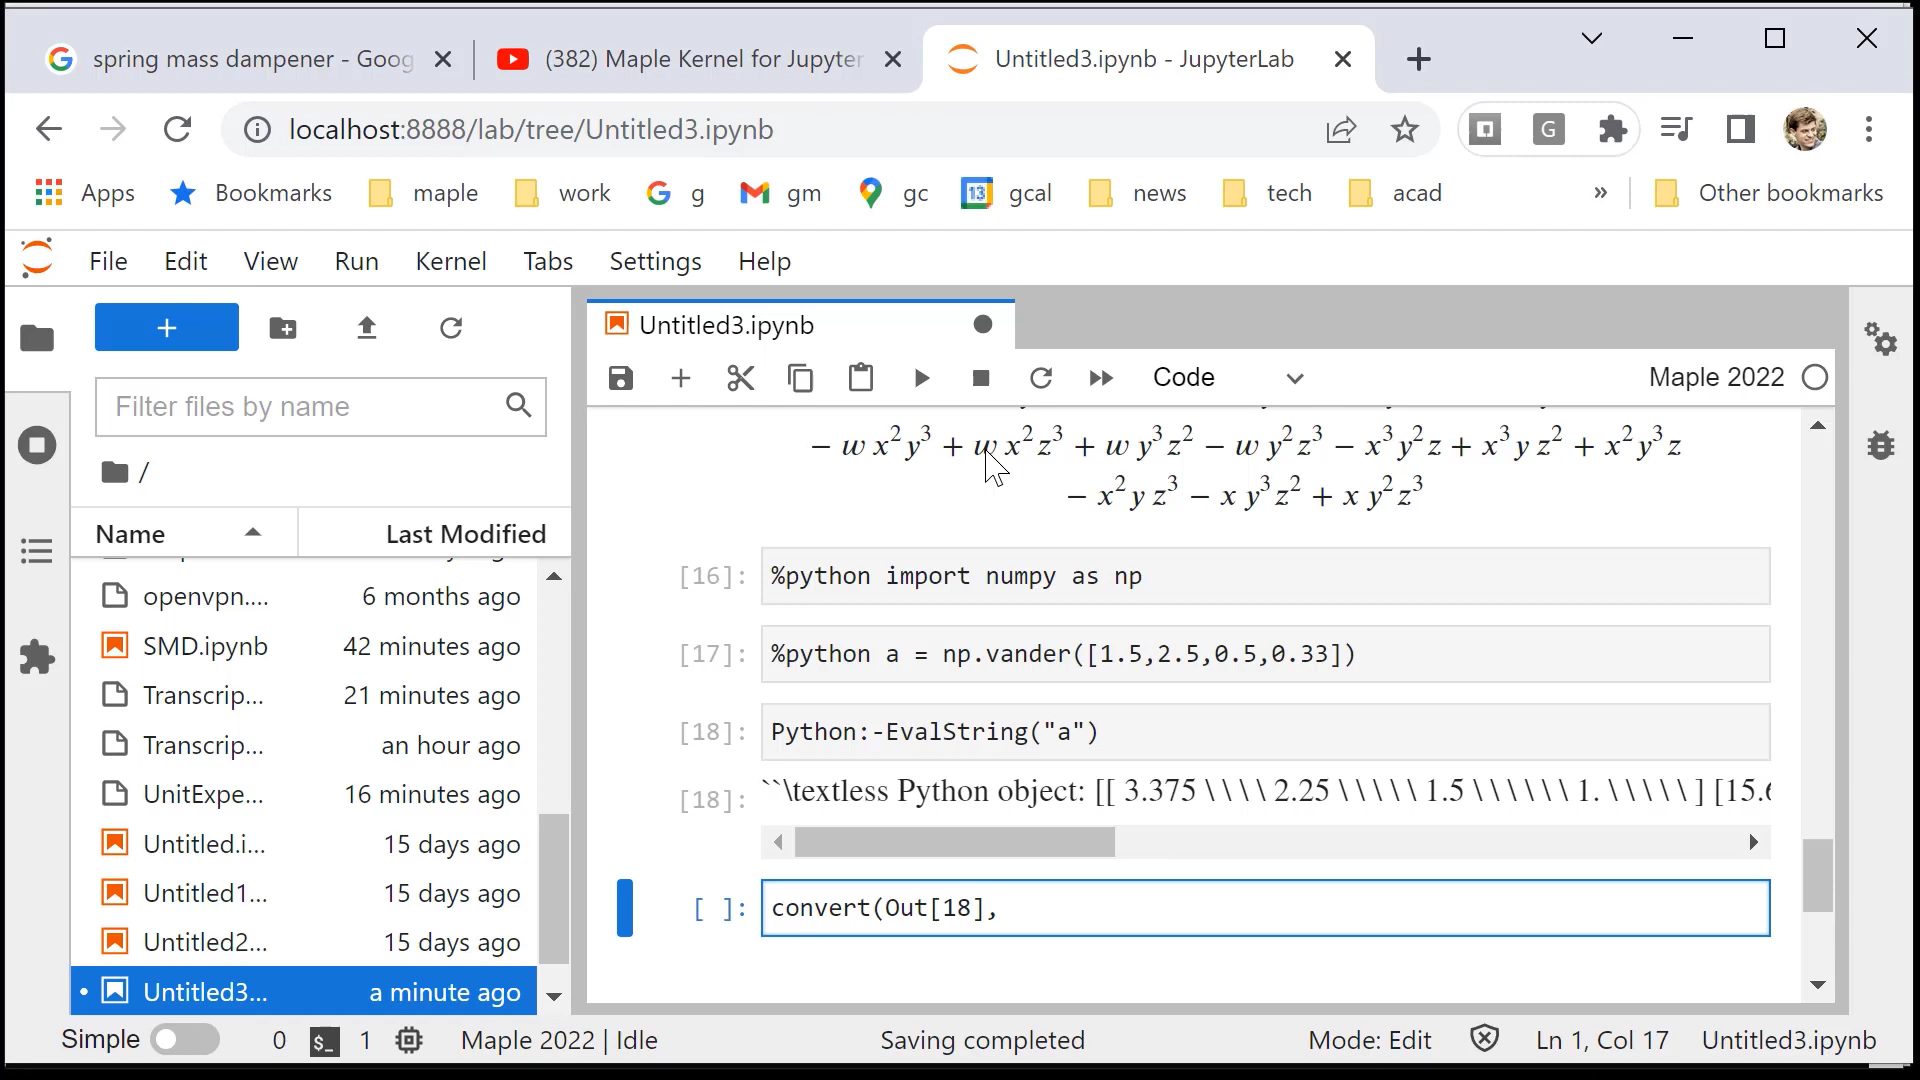 spring mass dampener - Goog
(382) Maple Kernel for Jupyter
Untitled3.ipynb - JupyterLab
localhost:8888/lab/tree/Untitled3.ipynb
G
Apps
Bookmarks
maple
work
g
gm
gc
13
gcal
news
tech
acad
»
Other bookmarks
File
Edit
View
Run
Kernel
Tabs
Settings
Help
+
Untitled3.ipynb
Filter files by name
Code
Maple 2022
/
Name
Last Modified
openvpn.... 6 months ago
SMD.ipynb 42 minutes ago
Transcrip... 21 minutes ago
Transcrip... an hour ago
UnitExpe... 16 minutes ago
Untitled.i... 15 days ago
Untitled1... 15 days ago
Untitled2... 15 days ago
Untitled3... a minute ago
− w x²y³ + w x²z³ + w y³z² − w y²z³ − x³y²z + x³y z² + x²y³z
− x²y z³ − x y³z² + x y²z³
[16]: %python import numpy as np
[17]: %python a = np.vander([1.5,2.5,0.5,0.33])
[18]: Python:-EvalString("a")
[18]: ``\textless Python object: [[ 3.375 \ \ \ \ 2.25 \ \ \ \ \ 1.5 \ \ \ \ \ \ 1. \ \ \ \ \ ] [15.6
[ ]: convert(Out[18],
Simple
0
$_
1
Maple 2022 | Idle
Saving completed
Mode: Edit
Ln 1, Col 17
Untitled3.ipynb